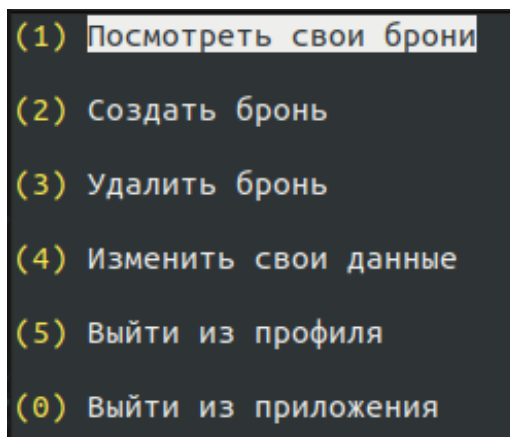 (1) Посмотреть свои брони
(2) Создать бронь
(3) Удалить бронь
(4) Изменить свои данные
(5) Выйти из профиля
(0) Выйти из приложения